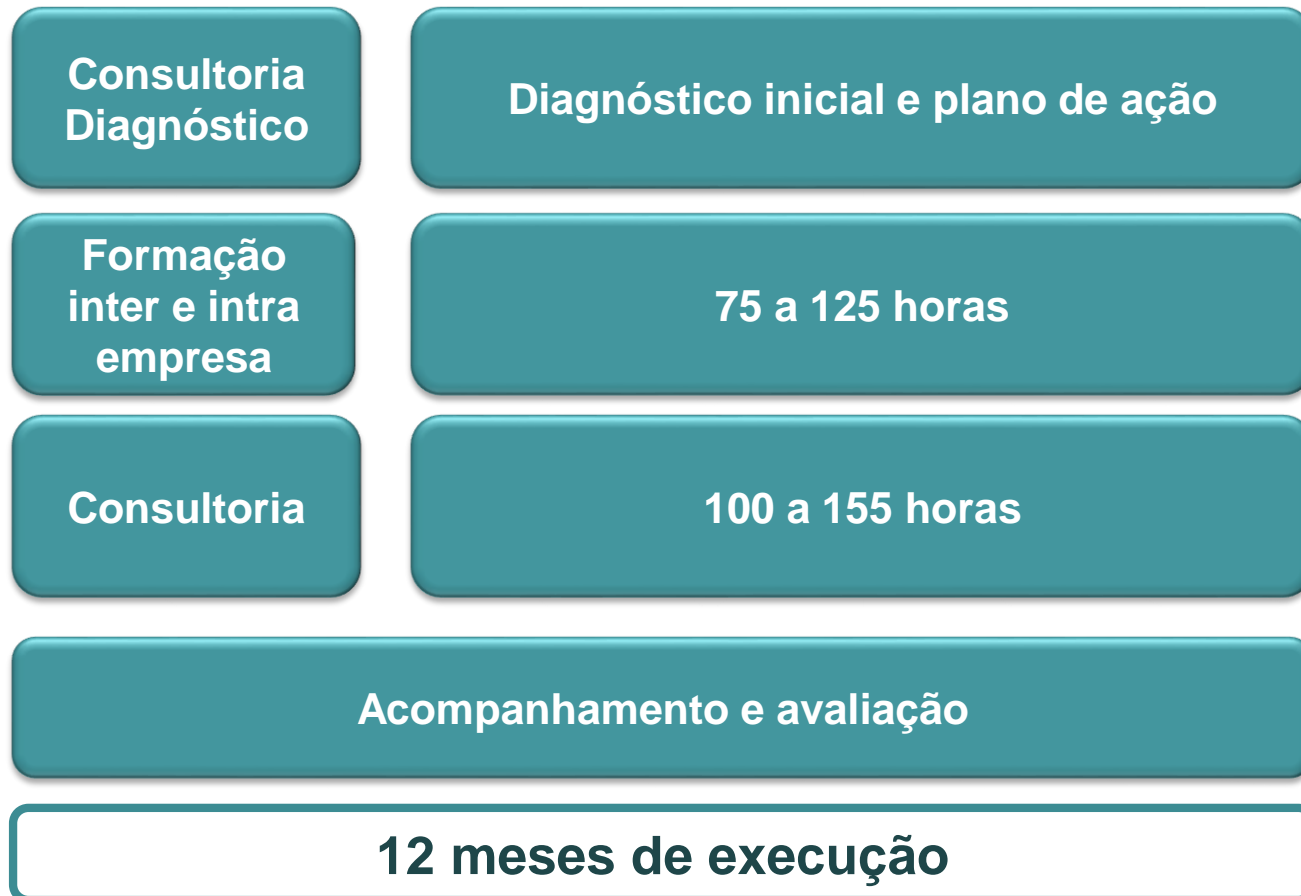 Consultoria
Diagnóstico
Diagnóstico inicial e plano de ação
Formação
inter e intra
empresa
75 a 125 horas
Consultoria
100 a 155 horas
Acompanhamento e avaliação
12 meses de execução